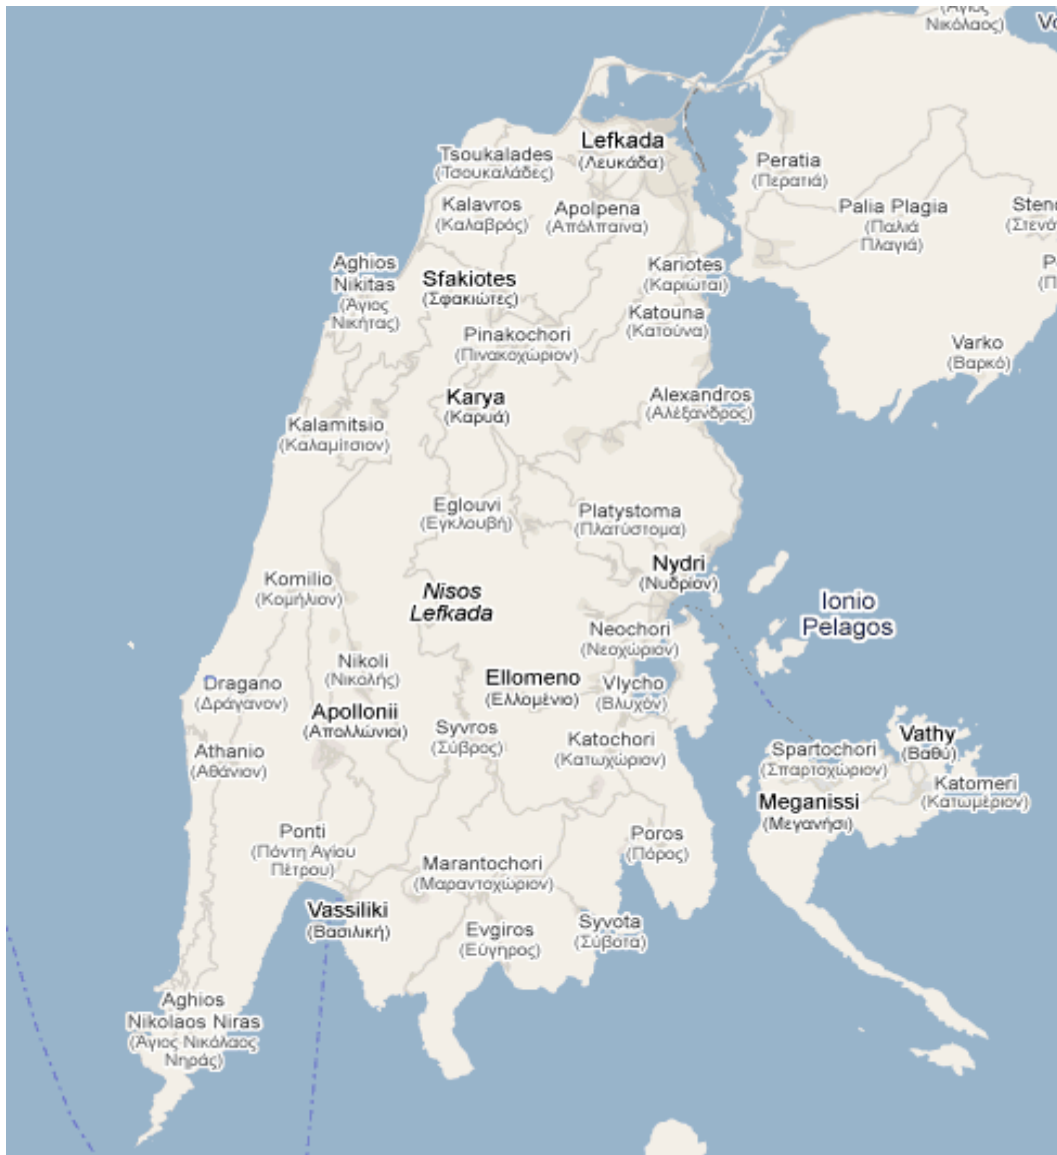 (Άγιος
Νικόλαος)
Lefkada
(Λευκάδα)
Tsoukalades
(Τσουκαλάδες)
Peratia
(Περατιά)
Kalavros
(Καλαβρός)
Apolpena
(Απόλπαινα)
Palia Plagia
(Παλιά
Πλαγιά)
Aghios
Nikitas
(Άγιος
Νικήτας)
Sfakiotes
(Σφακιώτες)
Kariotes
(Καριώται)
Katouna
(Κατούνα)
Pinakochori
(Πινακοχώριον)
Varko
(Βαρκό)
Karya
(Καρυά)
Alexandros
(Αλέξανδρος)
Kalamitsio
(Καλαμίτσιον)
Eglouvi
(Εγκλουβή)
Platystoma
(Πλατύστομα)
Nydri
(Νυδρίον)
Komilio
(Κομήλιον)
Nisos
Lefkada
Ionio
Pelagos
Neochori
(Νεοχώριον)
Nikoli
(Νικολής)
Dragano
(Δράγανον)
Ellomeno
(Ελλομένιο)
Vlycho
(Βλυχόν)
Apollonii
(Απολλώνιοι)
Syvros
(Σύβρος)
Katochori
(Κατωχώριον)
Athanio
(Αθάνιον)
Vathy
(Βαθύ)
Spartochori
(Σπαρτοχώριον)
Katomeri
(Κατωμέριον)
Meganissi
(Μεγανήσι)
Ponti
(Πόντη Αγίου
Πέτρου)
Poros
(Πόρος)
Marantochori
(Μαραντοχώριον)
Vassiliki
(Βασιλική)
Evgiros
(Εύγηρος)
Syvota
(Σύβοτα)
Aghios
Nikolaos Niras
(Άγιος Νικόλαος
Νηράς)